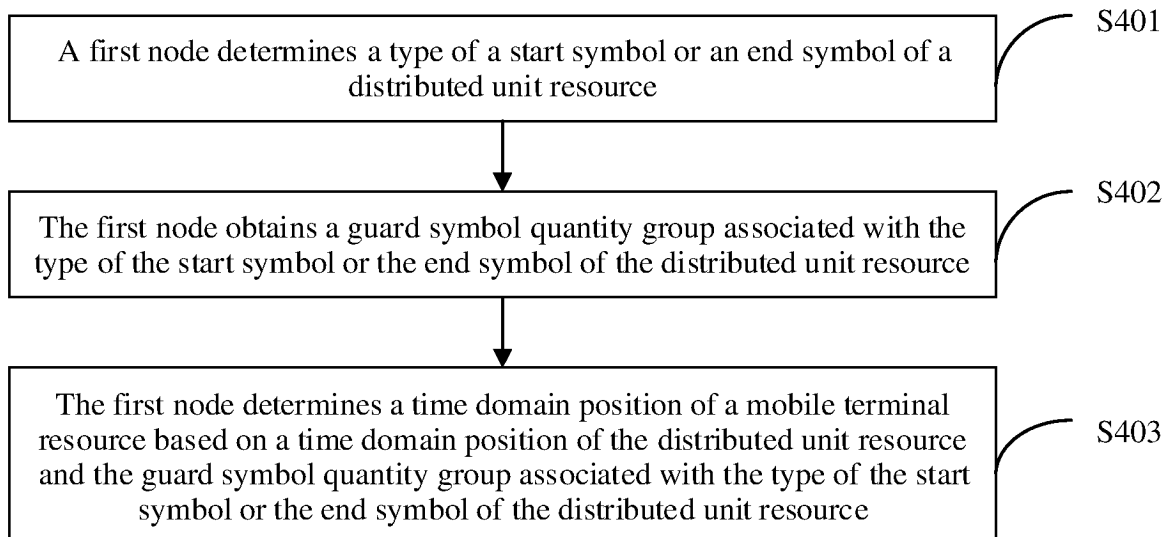 S401
A first node determines a type of a start symbol or an end symbol of a
distributed unit resource
S402
The first node obtains a guard symbol quantity group associated with the
type of the start symbol or the end symbol of the distributed unit resource
S403
The first node determines a time domain position of a mobile terminal
resource based on a time domain position of the distributed unit resource
and the guard symbol quantity group associated with the type of the start
symbol or the end symbol of the distributed unit resource